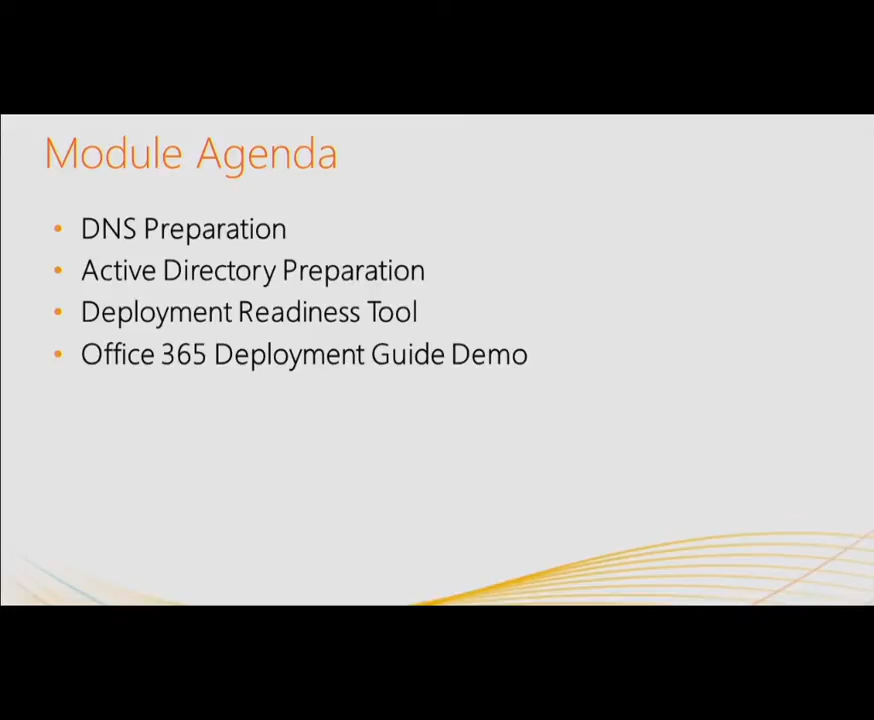 Module Agenda
• DNS Preparation
• Active Directory Preparation
• Deployment Readiness Tool
• Office 365 Deployment Guide Demo